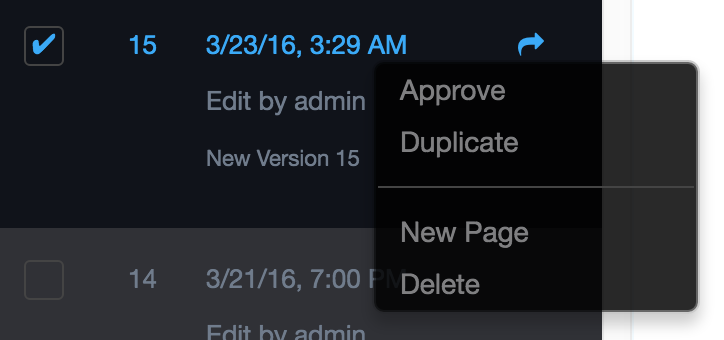 15 3/23/16, 3:29 AM
Edit by admin
New Version 15
Approve
Duplicate
New Page
Delete
14 3/21/16, 7:00 PM
Edit by admin